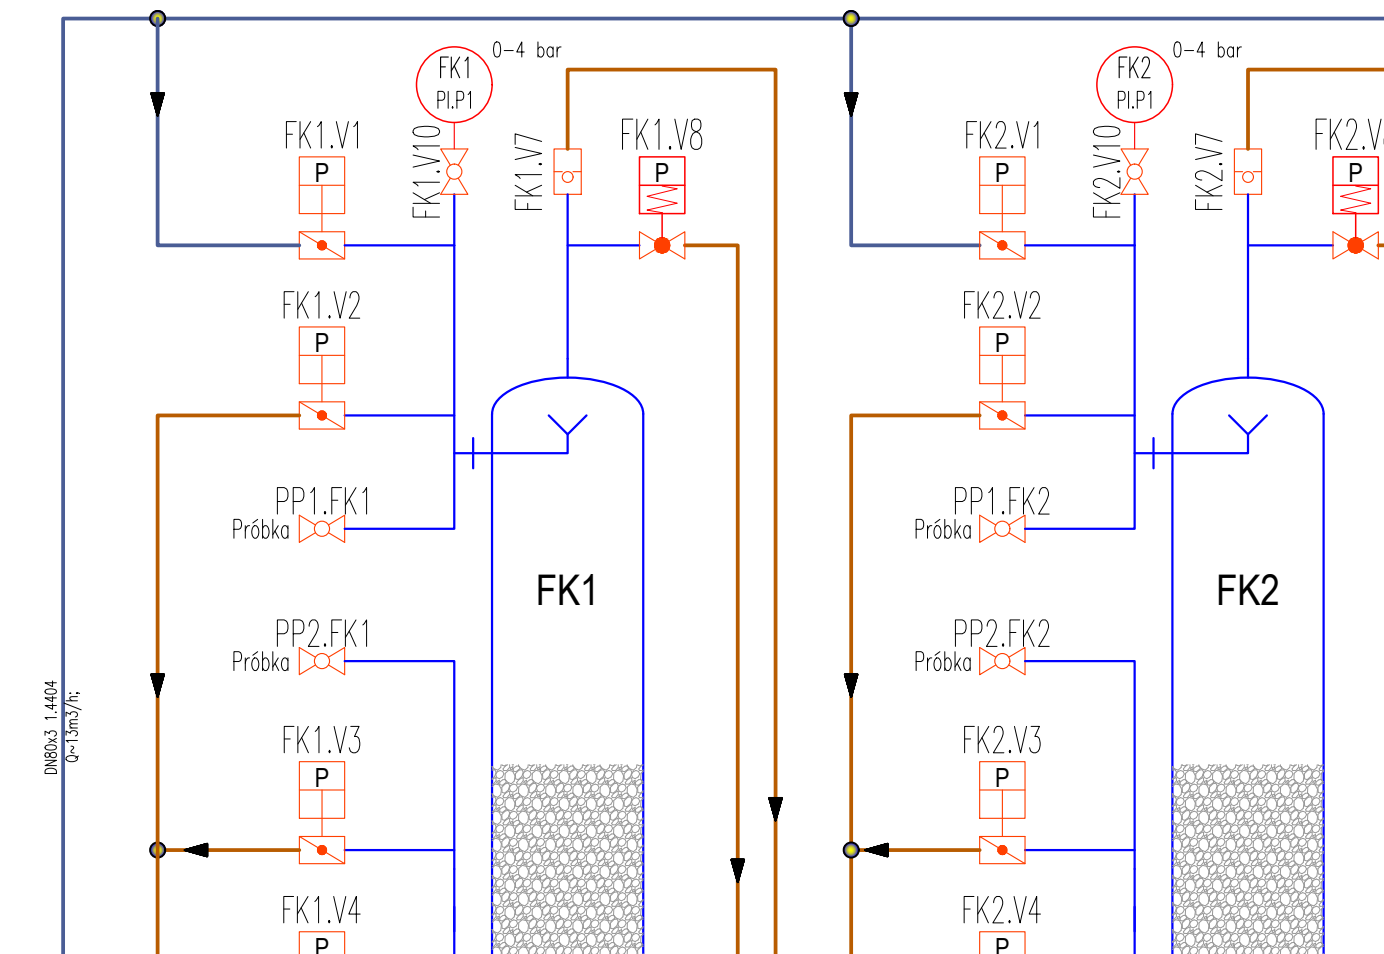 0-4 bar
0-4 bar
FK1
PI.P1
FK2
PI.P1
FK1.V1
FK1.V10
FK1.V7
FK1.V8
FK2.V1
FK2.V10
FK2.V7
FK2.V
P
P
P
P
FK1.V2
FK2.V2
P
P
PP1.FK1
Próbka
PP1.FK2
Próbka
FK1
FK2
PP2.FK1
Próbka
PP2.FK2
Próbka
DN80x3 1.4404
Q~13m3/h;
FK1.V3
FK2.V3
P
P
FK1.V4
FK2.V4
P
P